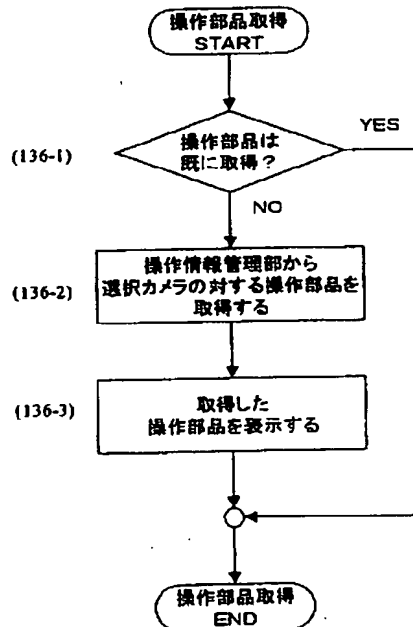 操作部品取得
START
(136-1)
操作部品は
既に取得?
YES
NO
(136-2)
操作情報管理部から
選択カメラの対する操作部品を
取得する
(136-3)
取得した
操作部品を表示する
操作部品取得
END